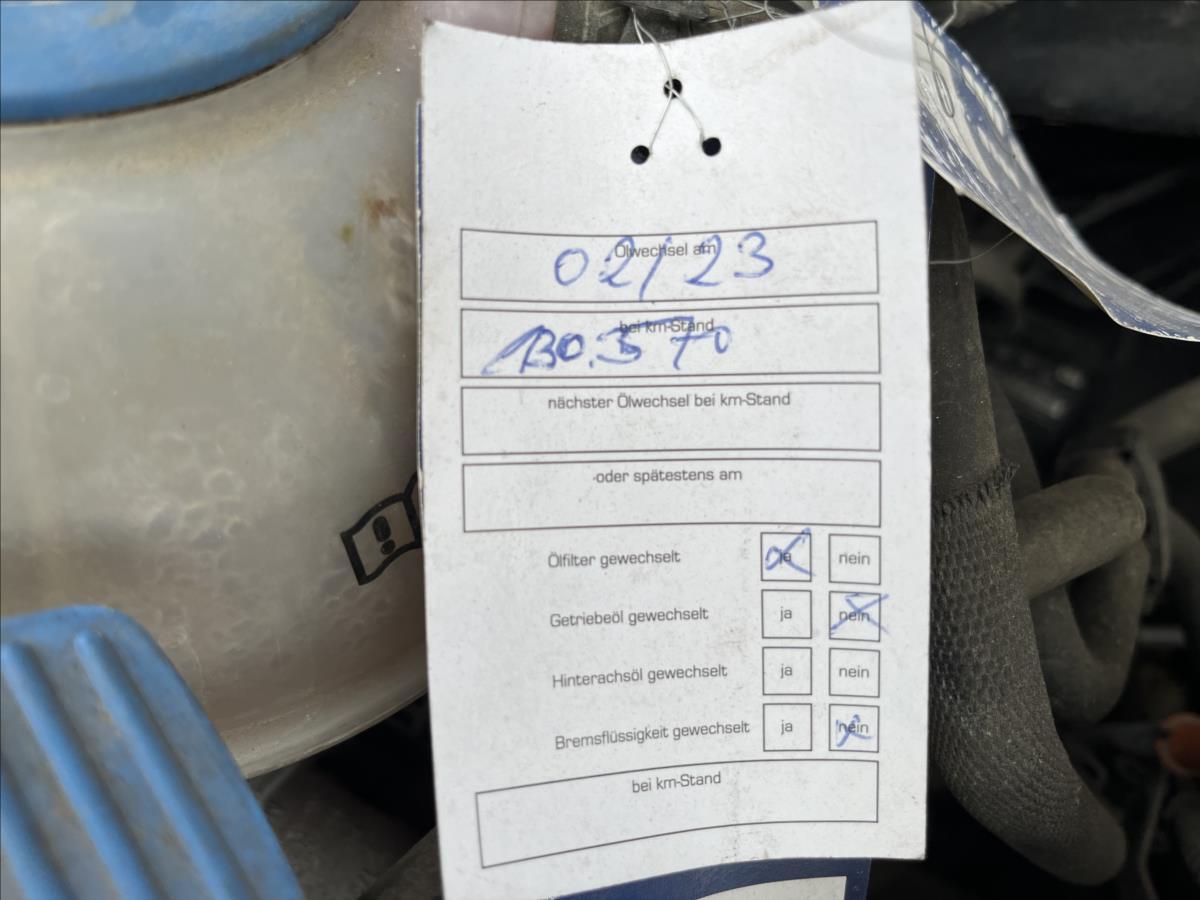 Ölwechsel am
02/23
bei km-Stand
130.570
nächster Ölwechsel bei km-Stand
oder spätestens am
Ölfilter gewechselt ja nein
Getriebeöl gewechselt ja nein
Hinterachsöl gewechselt ja nein
Bremsflüssigkeit gewechselt ja nein
bei km-Stand